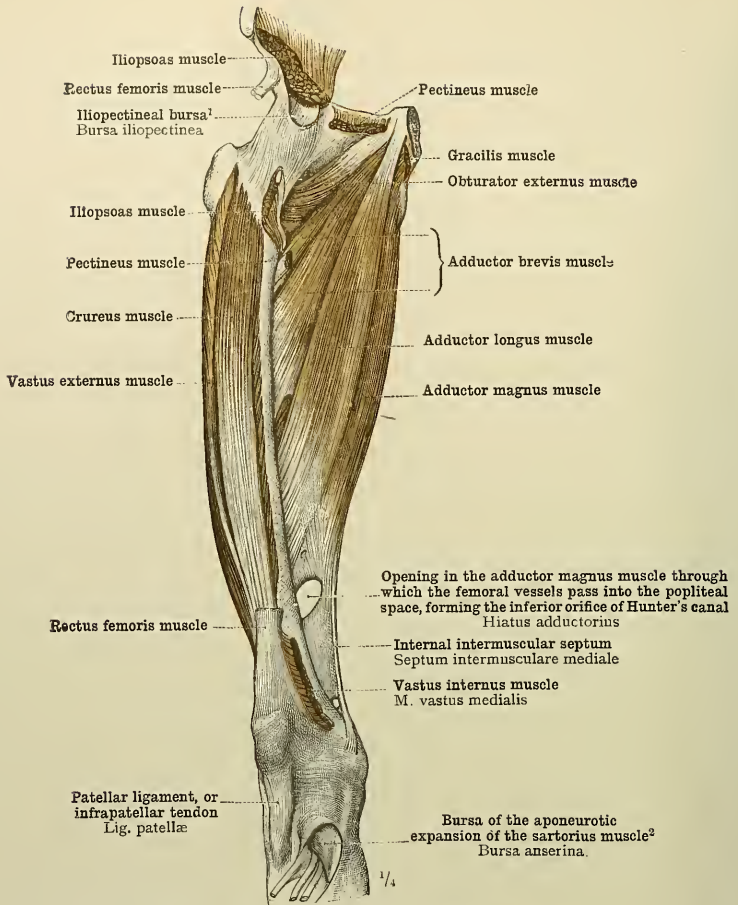 Iliopsoas muscle
Rectus femoris muscle
Iliopectineal bursa¹
Bursa iliopectinea
Iliopsoas muscle
Pectineus muscle
Crureus muscle
Vastus externus muscle
Rectus femoris muscle
Patellar ligament, or
infrapatellar tendon
Lig. patellæ
Pectineus muscle
Gracilis muscle
Obturator externus muscle
Adductor brevis muscle
Adductor longus muscle
Adductor magnus muscle
Opening in the adductor magnus muscle through
which the femoral vessels pass into the popliteal
space, forming the inferior orifice of Hunter's canal
Hiatus adductorius
Internal intermuscular septum
Septum intermusculare mediale
Vastus internus muscle
M. vastus medialis
Bursa of the aponeurotic
expansion of the sartorius muscle²
Bursa anserina.
1/4